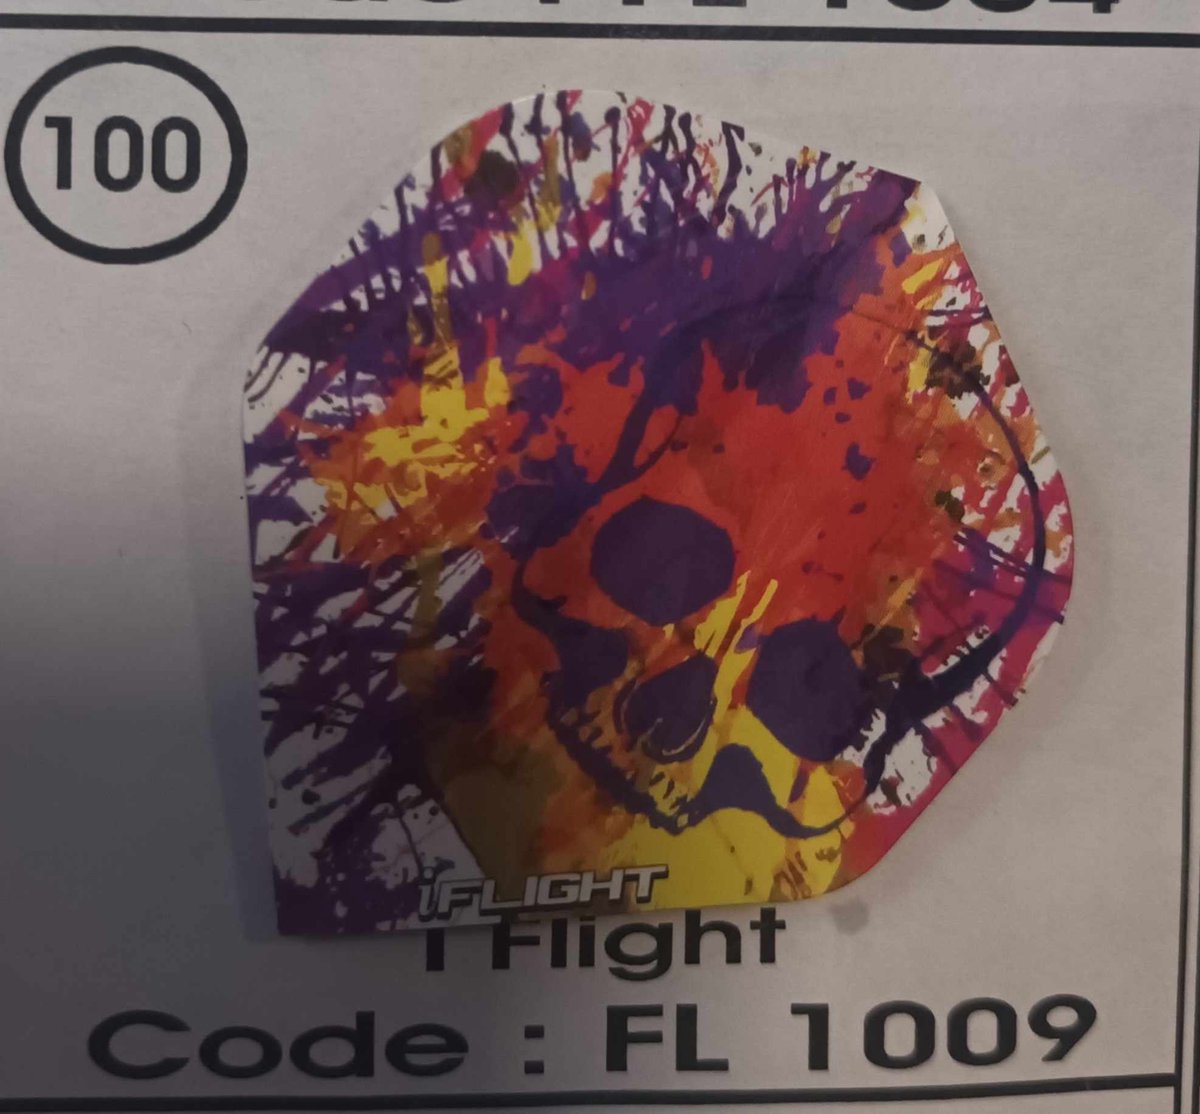 100
iFLIGHT
I Flight
Code : FL 1009